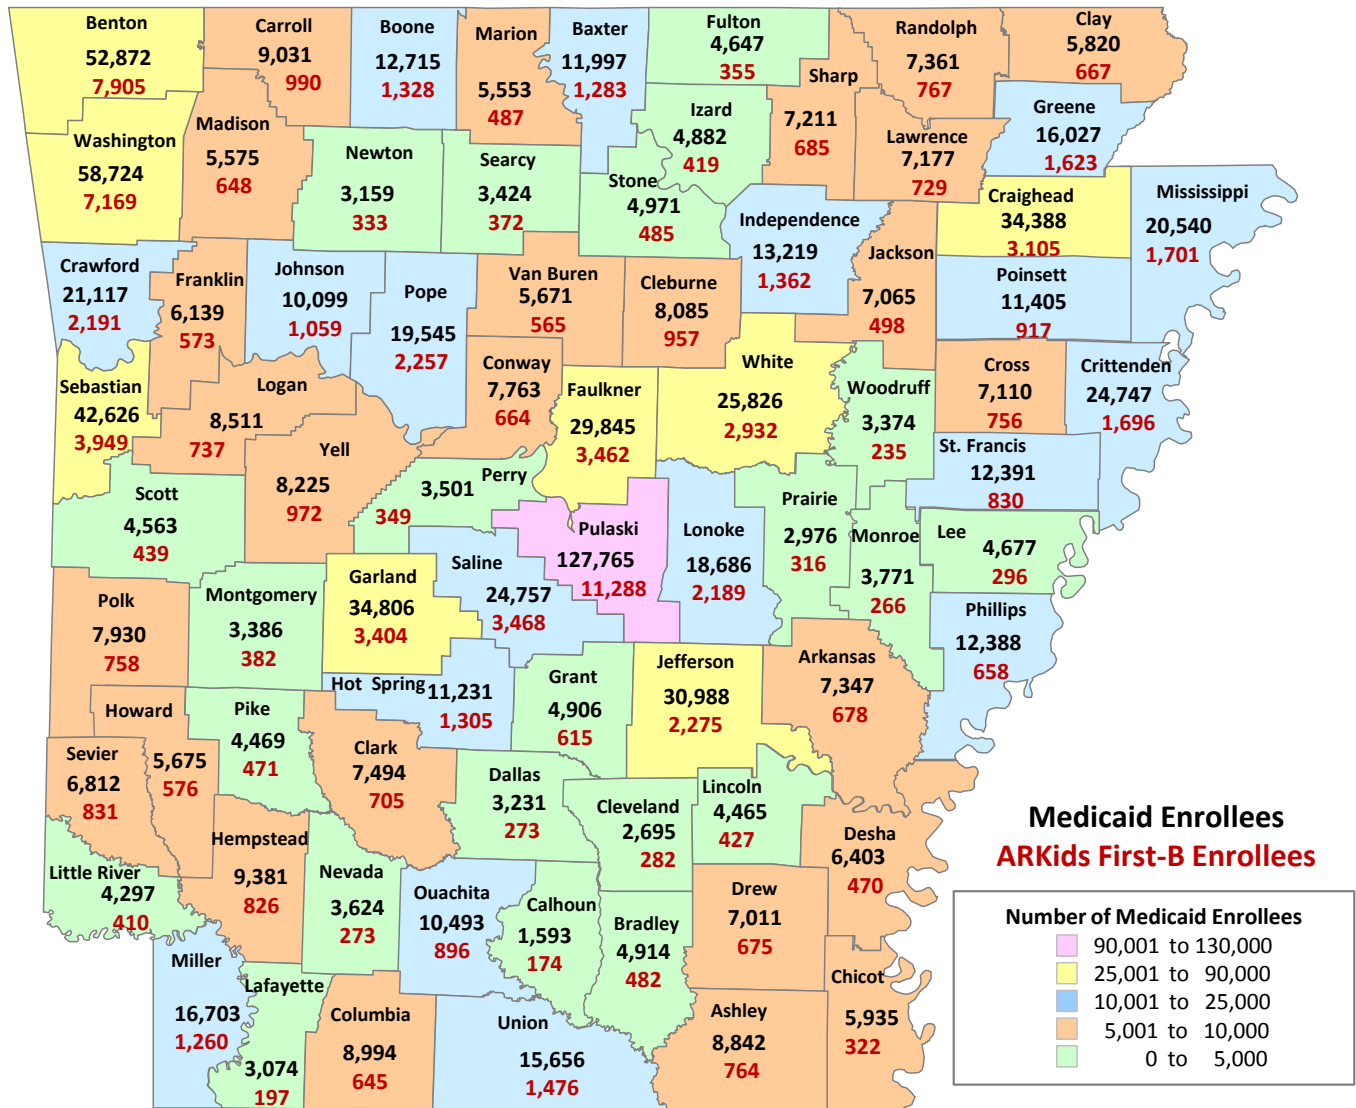 Benton
52,872
7,905
Carroll
9,031
990
Boone
12,715
1,328
Marion
5,553
487
Baxter
11,997
1,283
Fulton
4,647
355
Sharp
7,211
685
Randolph
7,361
767
Clay
5,820
667
Washington
58,724
7,169
Madison
5,575
648
Newton
3,159
333
Searcy
3,424
372
Izard
4,882
419
Stone
4,971
485
Lawrence
7,177
729
Greene
16,027
1,623
Independence
13,219
1,362
Jackson
7,065
498
Craighead
34,388
3,105
Mississippi
20,540
1,701
Crawford
21,117
2,191
Franklin
6,139
573
Johnson
10,099
1,059
Pope
19,545
2,257
Van Buren
5,671
565
Cleburne
8,085
957
Poinsett
11,405
917
Sebastian
42,626
3,949
Logan
8,511
737
Conway
7,763
664
Faulkner
29,845
3,462
White
25,826
2,932
Woodruff
3,374
235
Cross
7,110
756
Crittenden
24,747
1,696
Yell
8,225
972
Perry
3,501
349
St. Francis
12,391
830
Scott
4,563
439
Pulaski
127,765
11,288
Lonoke
18,686
2,189
Prairie
2,976
316
Monroe
3,771
266
Lee
4,677
296
Saline
24,757
3,468
Garland
34,806
3,404
Montgomery
3,386
382
Polk
7,930
758
Phillips
12,388
658
Hot Spring
11,231
1,305
Grant
4,906
615
Jefferson
30,988
2,275
Arkansas
7,347
678
Howard
5,675
576
Pike
4,469
471
Clark
7,494
705
Sevier
6,812
831
Dallas
3,231
273
Cleveland
2,695
282
Lincoln
4,465
427
Desha
6,403
470
Hempstead
9,381
826
Little River
4,297
410
Nevada
3,624
273
Ouachita
10,493
896
Calhoun
1,593
174
Bradley
4,914
482
Drew
7,011
675
Chicot
5,935
322
Miller
16,703
1,260
Lafayette
3,074
197
Columbia
8,994
645
Union
15,656
1,476
Ashley
8,842
764
Medicaid Enrollees
ARKids First-B Enrollees
Number of Medicaid Enrollees
90,001 to 130,000
25,001 to 90,000
10,001 to 25,000
5,001 to 10,000
0 to 5,000